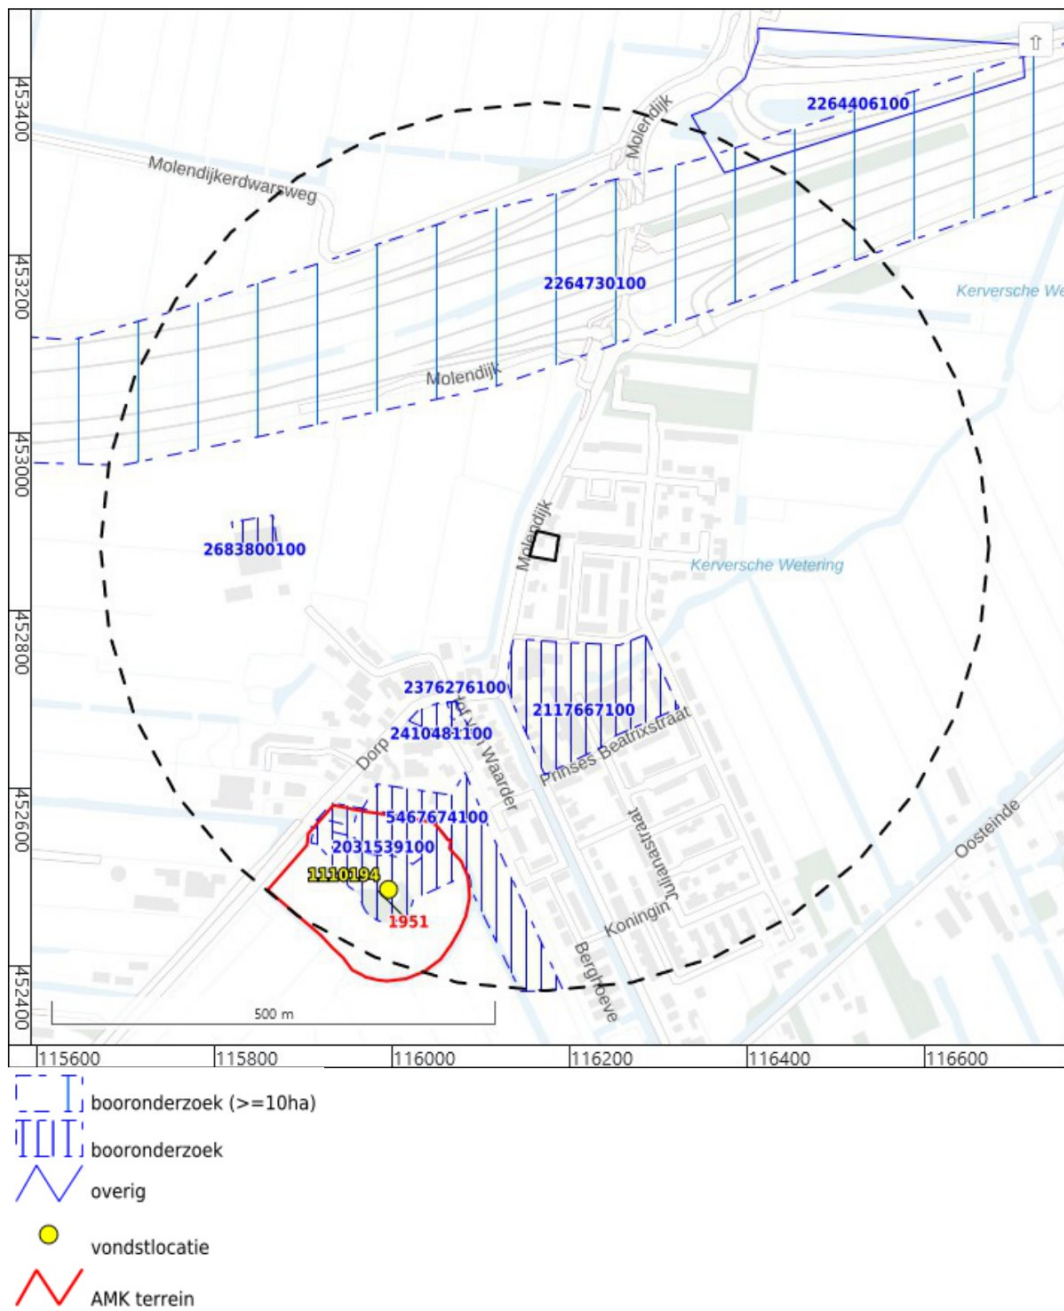 453400
453200
453000
452800
452600
452400
Molendijk
2264406100
Molendijkerdwarsweg
2264730100
Kerversche We
Molendijk
Molendijk
2683800100
Kerversche Wetering
2376276100
2117667100
2410481100
Hof van Waarder
Dorp
Prinses Beatrixstraat
5467674100
2031539100
Julianastraat
Oosteinde
1110194
1951
Koningin
Berghoeve
500 m
115600
115800
116000
116200
116400
116600
booronderzoek (>=10ha)
booronderzoek
overig
vondstlocatie
AMK terrein